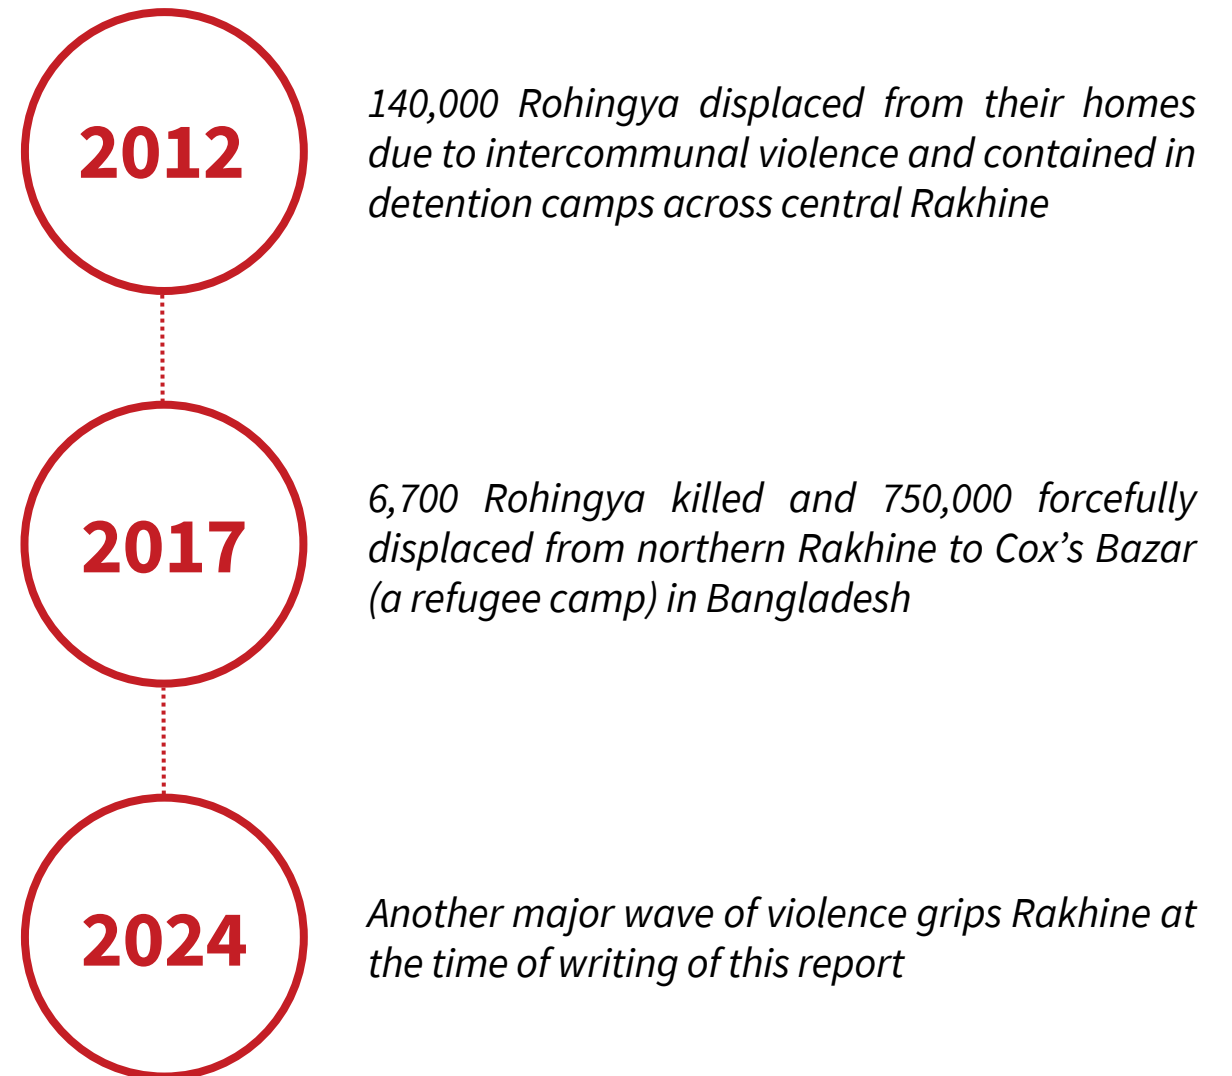 2012
140,000 Rohingya displaced from their homes
due to intercommunal violence and contained in
detention camps across central Rakhine
2017
6,700 Rohingya killed and 750,000 forcefully
displaced from northern Rakhine to Cox’s Bazar
(a refugee camp) in Bangladesh
2024
Another major wave of violence grips Rakhine at
the time of writing of this report